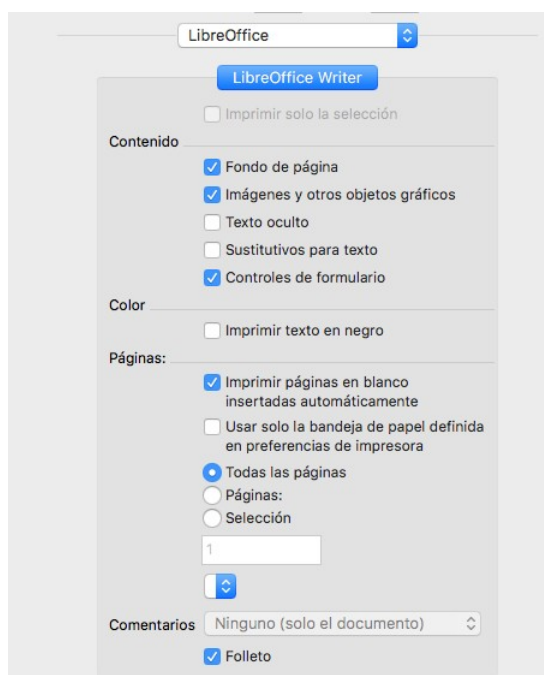 LibreOffice
LibreOffice Writer
Imprimir solo la selección
Contenido
Fondo de página
Imágenes y otros objetos gráficos
Texto oculto
Sustitutivos para texto
Controles de formulario
Color
Imprimir texto en negro
Páginas:
Imprimir páginas en blanco
insertadas automáticamente
Usar solo la bandeja de papel definida
en preferencias de impresora
Todas las páginas
Páginas:
Selección
1
Comentarios Ninguno (solo el documento)
Folleto